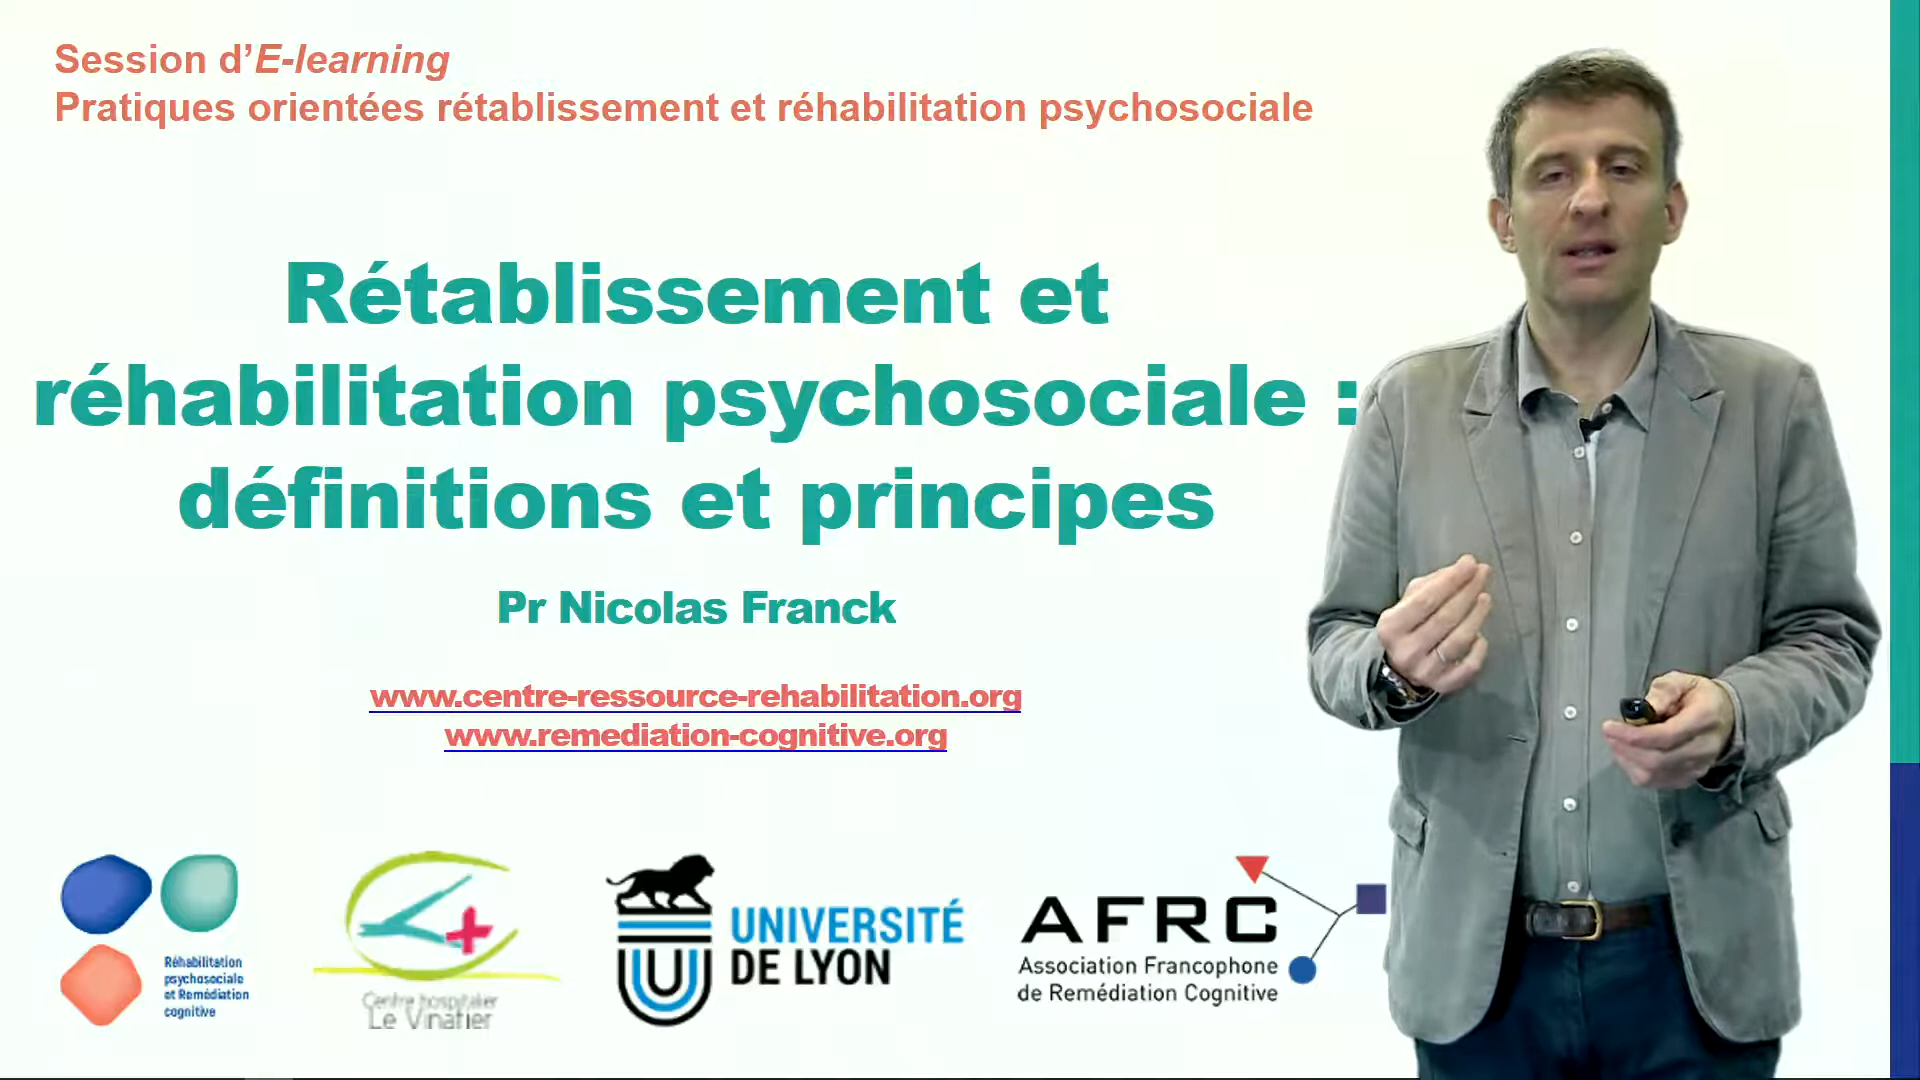 Session d’E-learning
Pratiques orientées rétablissement et réhabilitation psychosociale
Rétablissement et
réhabilitation psychosociale :
définitions et principes
Pr Nicolas Franck
www.centre-ressource-rehabilitation.org
www.remediation-cognitive.org
Réhabilitation
psychosociale
et Remédiation
cognitive
Centre hospitalier
Le Vinatier
UNIVERSITÉ
DE LYON
AFRC
Association Francophone
de Remédiation Cognitive